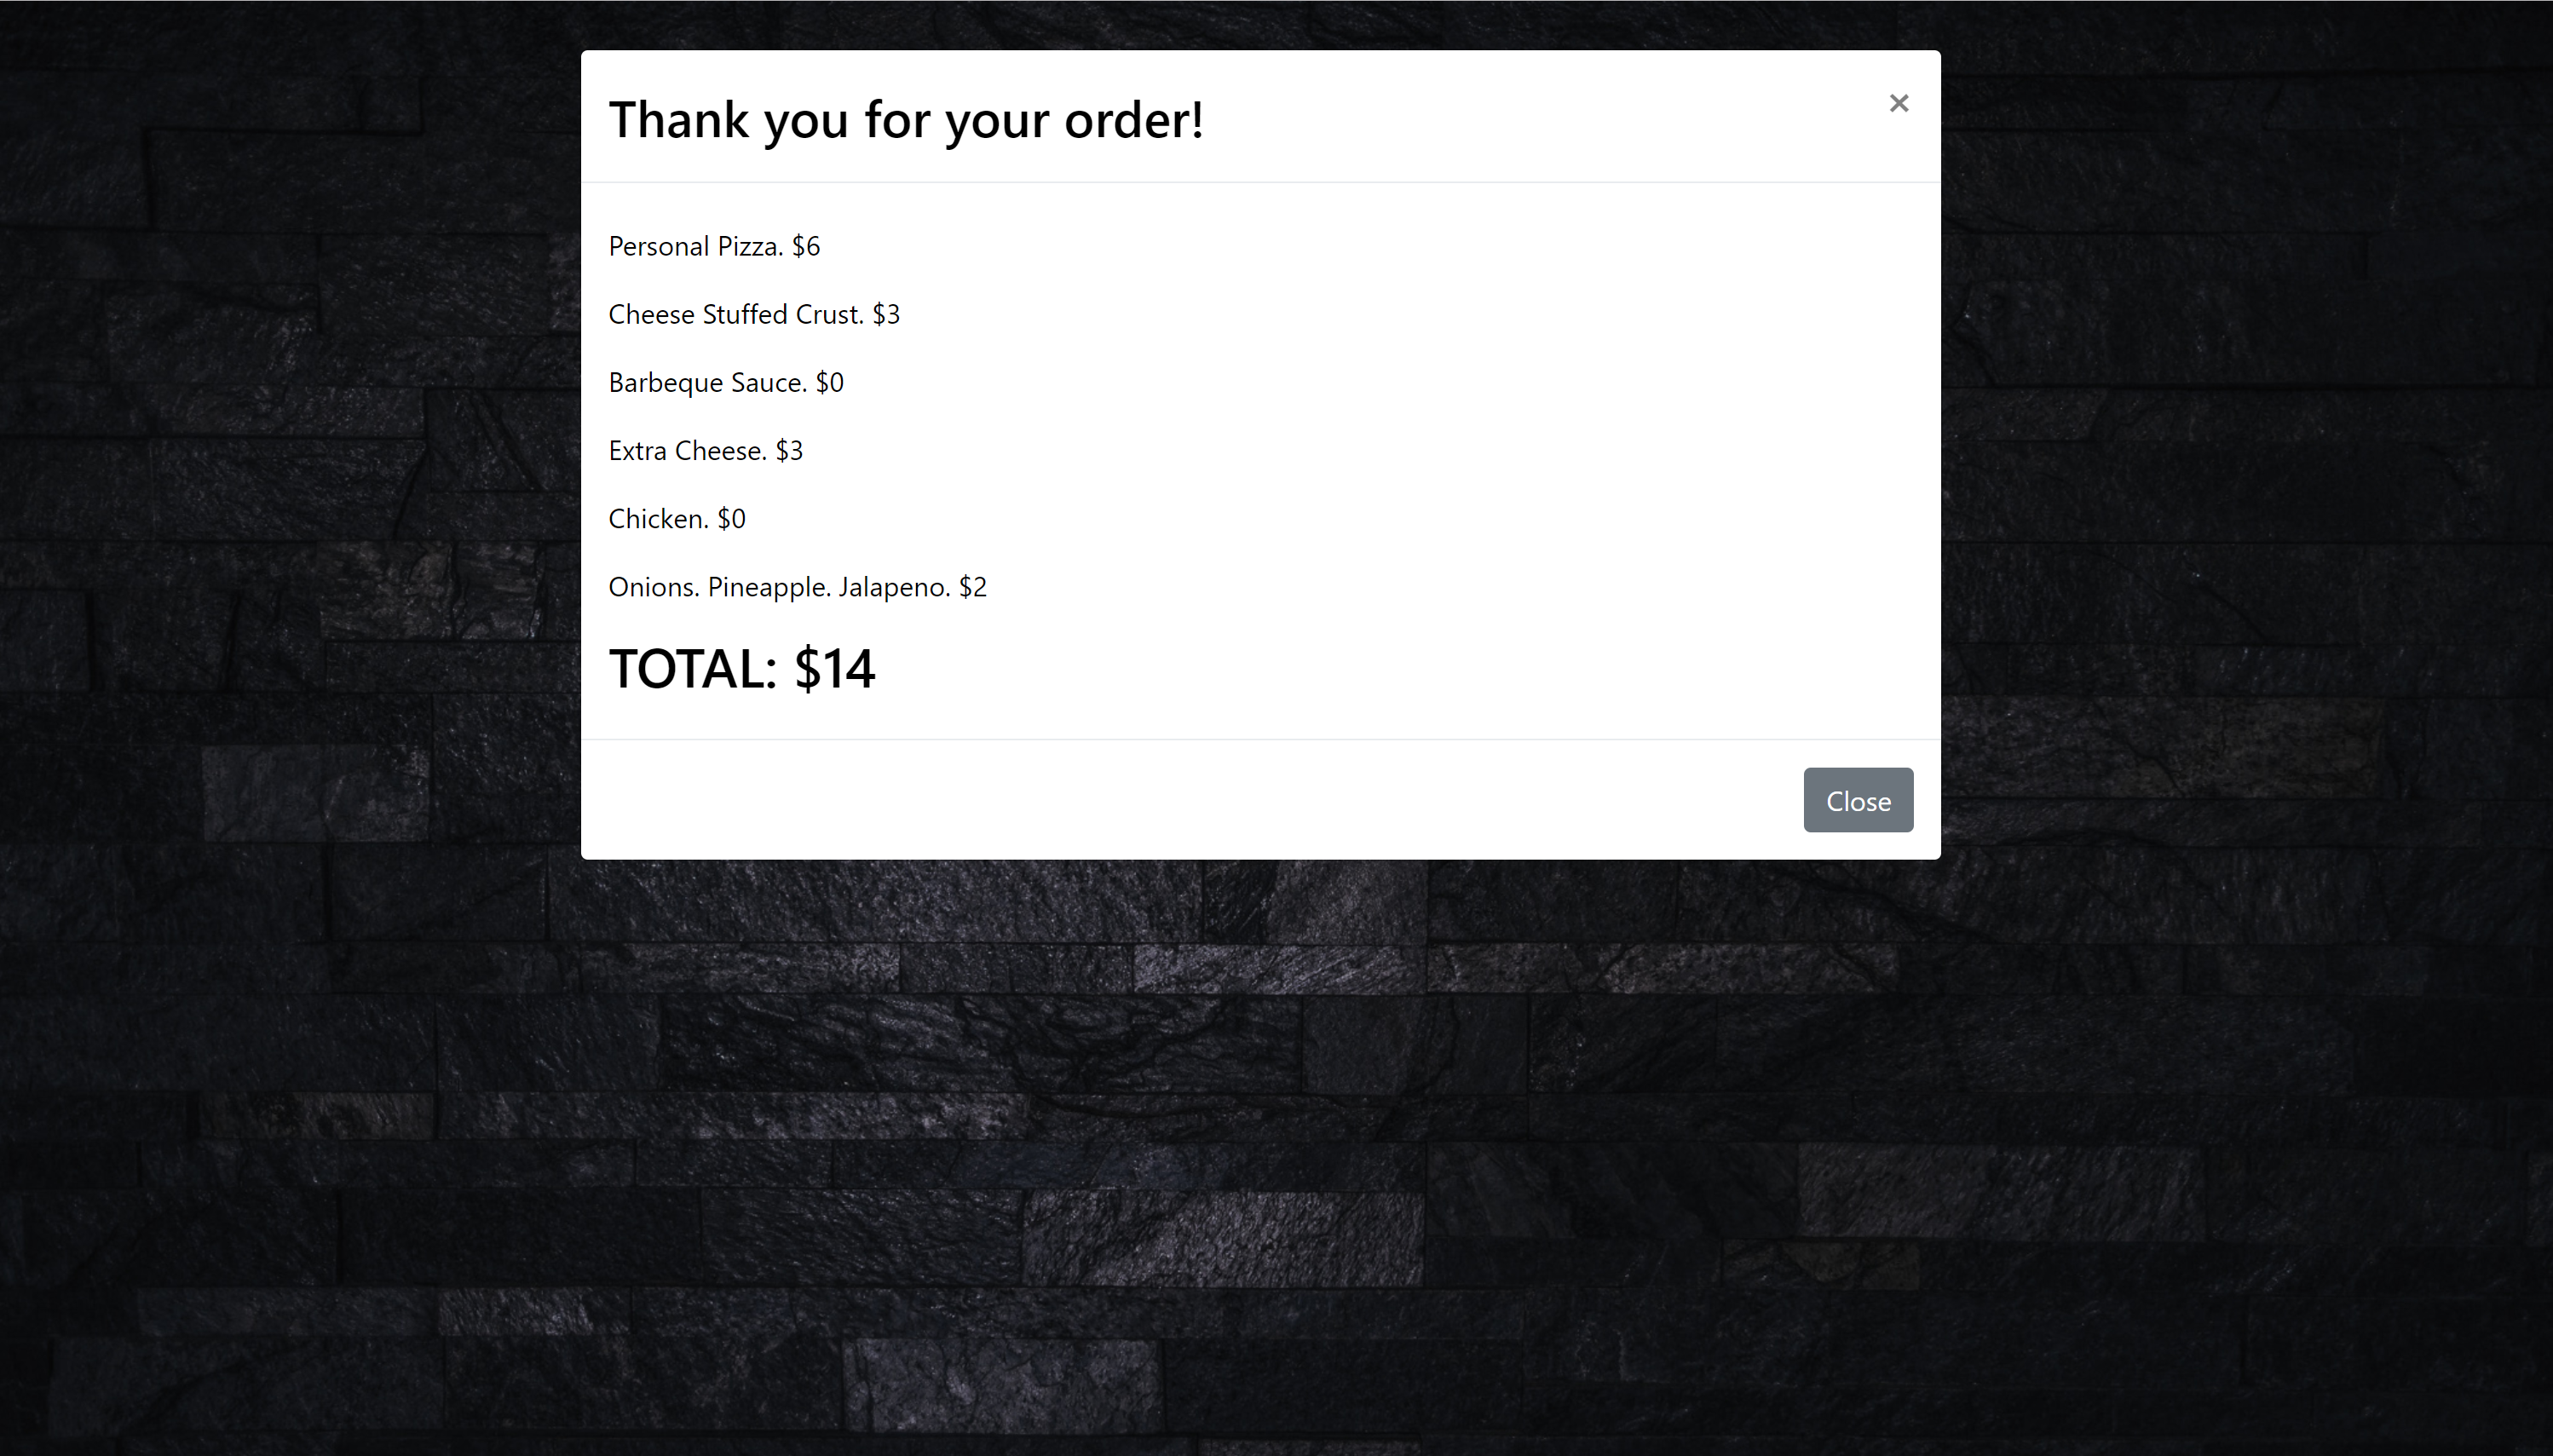 Thank you for your order!
×
Personal Pizza. $6
Cheese Stuffed Crust. $3
Barbeque Sauce. $0
Extra Cheese. $3
Chicken. $0
Onions. Pineapple. Jalapeno. $2
TOTAL: $14
Close